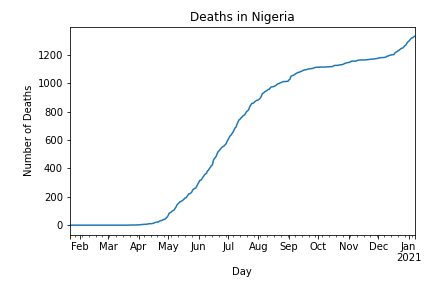 Deaths in Nigeria
Number of Deaths
1200
1000
800
600
400
200
0
Feb Mar Apr May Jun Jul Aug Sep Oct Nov Dec Jan
2021
Day